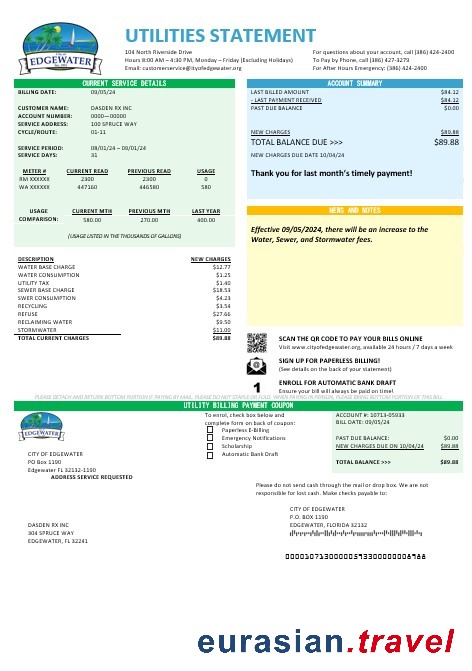 City of
EDGEWATER
UTILITIES STATEMENT
104 North Riverside Drive
Hours 8:00 AM – 4:30 PM, Monday – Friday (Excluding Holidays)
Email: customerservice@cityofedgewater.org
For questions about your account, call (386) 424-2400
To Pay by Phone, call (386) 427-3279
For After Hours Emergency: (386) 424-2400
CURRENT SERVICE DETAILS
BILLING DATE: 09/05/24
CUSTOMER NAME: DASDEN RX INC
ACCOUNT NUMBER: 0000—00000
SERVICE ADDRESS: 100 SPRUCE WAY
CYCLE/ROUTE: 01-11
SERVICE PERIOD: 08/01/24 – 09/01/24
SERVICE DAYS: 31
METER # CURRENT READ PREVIOUS READ USAGE
RM XXXXXX 2300 2300 0
WA XXXXXX 447160 446580 580
USAGE CURRENT MTH PREVIOUS MTH LAST YEAR
COMPARISON: 580.00 270.00 400.00
(USAGE LISTED IN THE THOUSANDS OF GALLONS)
DESCRIPTION NEW CHARGES
WATER BASE CHARGE $12.77
WATER CONSUMPTION $1.25
UTILITY TAX $1.40
SEWER BASE CHARGE $18.53
SWER CONSUMPTION $4.23
RECYCLING $3.54
REFUSE $27.66
RECLAIMING WATER $9.50
STORMWATER $11.00
TOTAL CURRENT CHARGES $89.88
ACCOUNT SUMMARY
LAST BILLED AMOUNT $84.12
- LAST PAYMENT RECEIVED $84.12
PAST DUE BALANCE $0.00
NEW CHARGES $89.88
TOTAL BALANCE DUE >>> $89.88
NEW CHARGES DUE DATE 10/04/24
Thank you for last month's timely payment!
NEWS AND NOTES
Effective 09/05/2024, there will be an increase to the
Water, Sewer, and Stormwater fees.
SCAN THE QR CODE TO PAY YOUR BILLS ONLINE
Visit www.cityofedgewater.org, available 24 hours / 7 days a week
SIGN UP FOR PAPERLESS BILLING!
(See details on the back of your statement)
1
ENROLL FOR AUTOMATIC BANK DRAFT
Ensure your bill will always be paid on time!
PLEASE DETACH AND RETURN BOTTOM PORTION IF PAYING BY MAIL. PLEASE DO NOT STAPLE OR FOLD. WHEN PAYING IN PERSON, PLEASE BRING BOTTOM PORTION OF THIS BILL
UTILITY BILLING PAYMENT COUPON
EDGEWATER
To enroll, check box and
complete form on back of coupon:
Paperless E-Billing
Emergency Notifications
Scholarship
Automatic Bank Draft
ACCOUNT #: 10713-05933
BILL DATE: 09/05/24
PAST DUE BALANCE: $0.00
NEW CHARGES DUE ON 10/04/24 $89.88
TOTAL BALANCE >>> $89.88
CITY OF EDGEWATER
PO BOX 1190
Edgewater FL 32132-1190
ADDRESS SERVICE REQUESTED
Please do not send cash through the mail or drop box. We are not
responsible for lost cash. Make checks payable to:
CITY OF EDGEWATER
P.O. BOX 1190
EDGEWATER, FLORIDA 32132
DASDEN RX INC
304 SPRUCE WAY
EDGEWATER, FL 32241
eurasian.travel